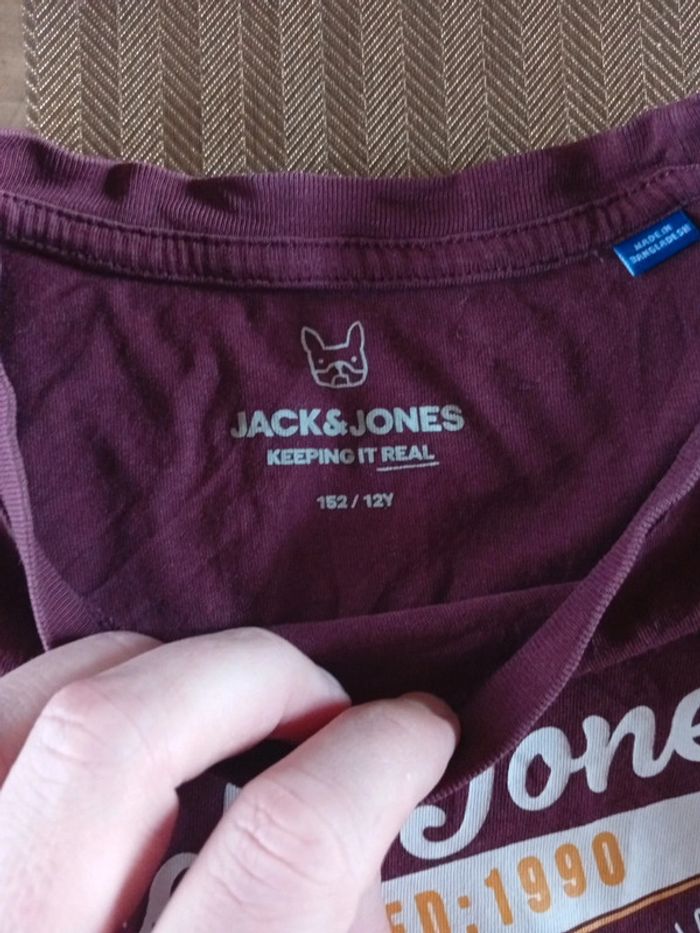 MADE IN
BANGLADESH
JACK&JONES
KEEPING IT REAL
152 / 12Y
Jone
ED:1990